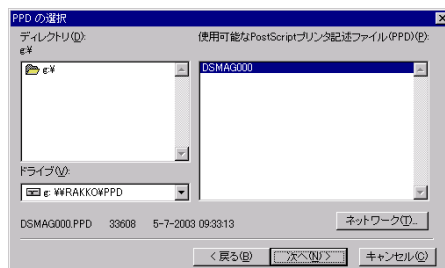 PPD の選択
ディレクトリ(D):
e:¥
使用可能なPostScriptプリンタ記述ファイル(PPD)(P):
e:¥
DSMAG000
ドライブ(V):
e: ¥¥RAKKO¥PPD
DSMAG000.PPD 33608 5-7-2003 09:33:13
ネットワーク(T)...
< 戻る(B)
次へ(N) >
キャンセル(C)